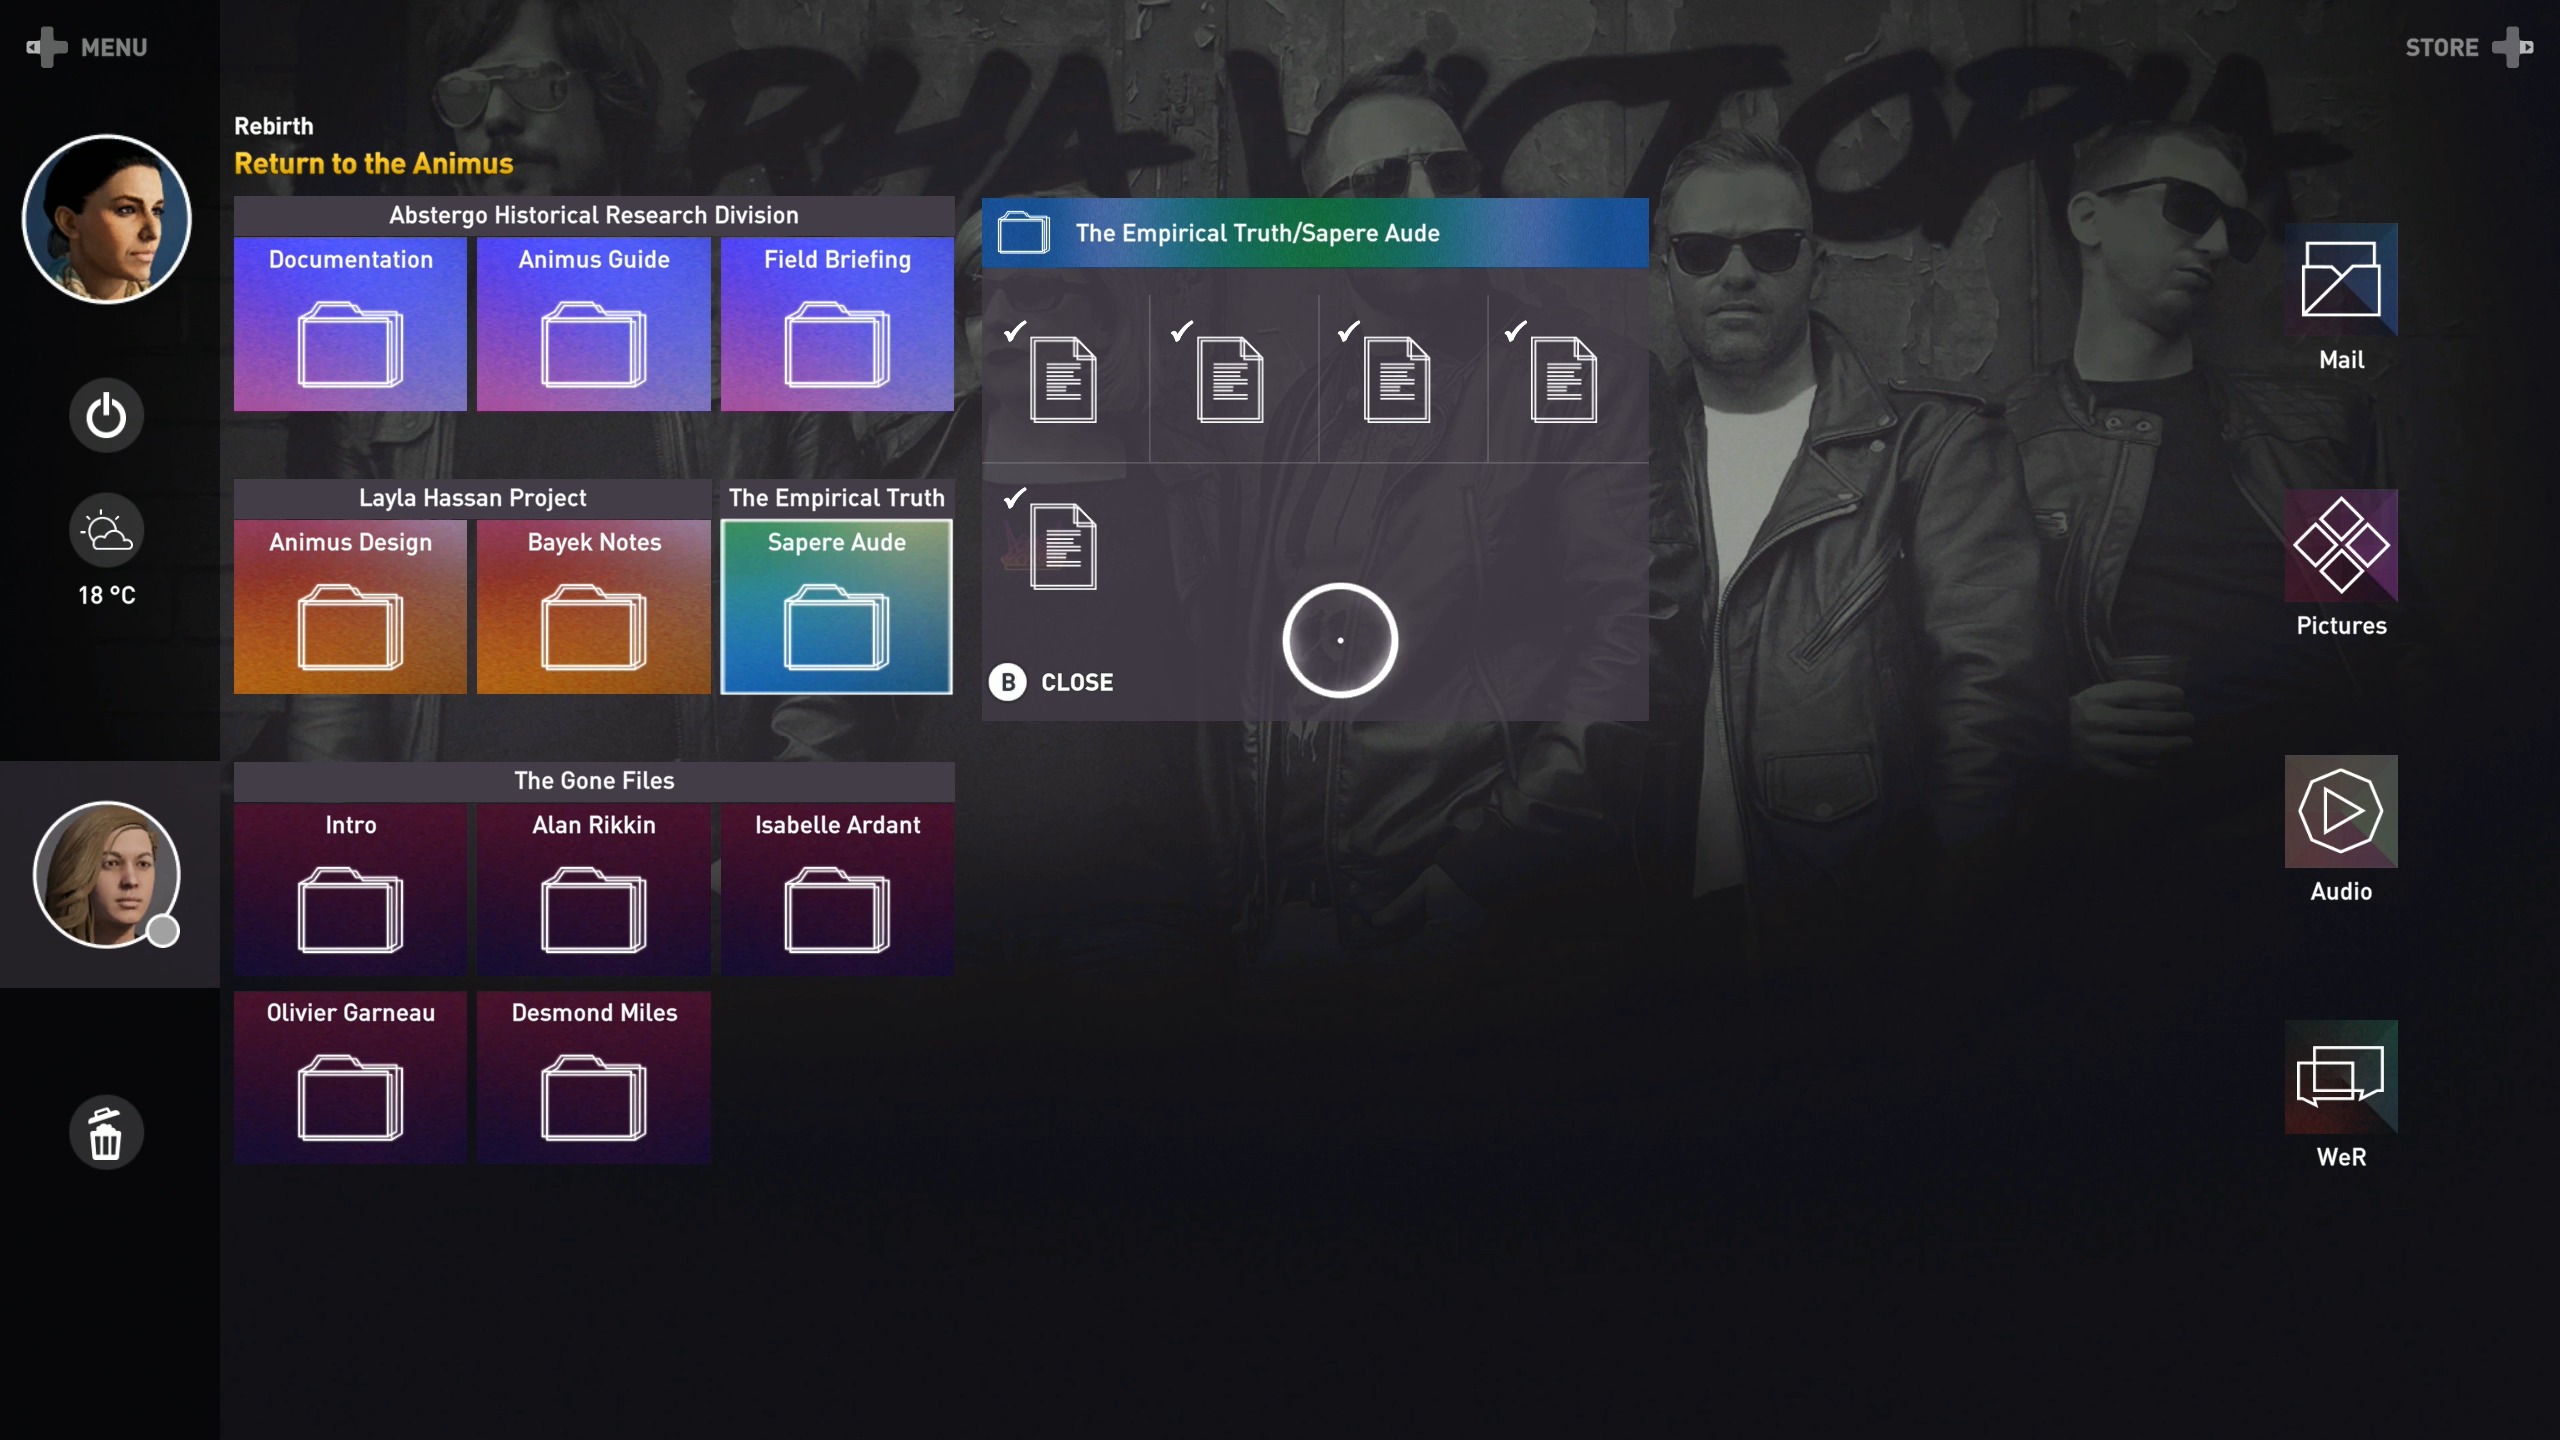 MENU
STORE
Rebirth
Return to the Animus
Abstergo Historical Research Division
Documentation
Animus Guide
Field Briefing
The Empirical Truth/Sapere Aude
Mail
Layla Hassan Project
The Empirical Truth
Animus Design
Bayek Notes
Sapere Aude
18 °C
Pictures
B CLOSE
The Gone Files
Intro
Alan Rikkin
Isabelle Ardant
Audio
Olivier Garneau
Desmond Miles
WeR